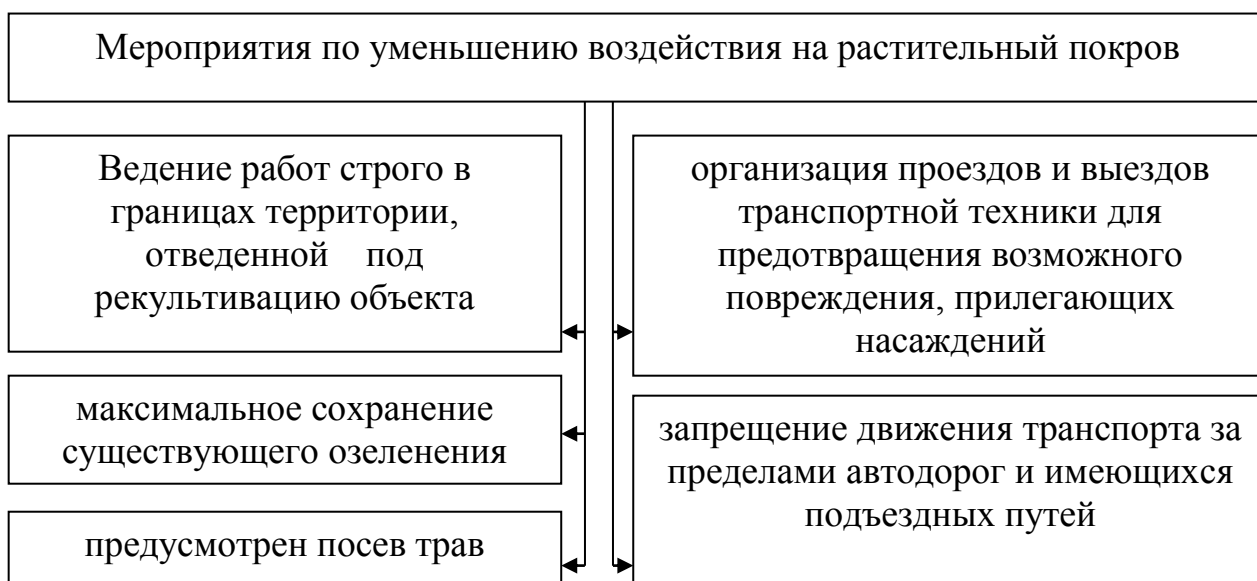 Мероприятия по уменьшению воздействия на растительный покров
Ведение работ строго в
границах территории,
отведенной под
рекультивацию объекта
максимальное сохранение
существующего озеленения
предусмотрен посев трав
организация проездов и выездов
транспортной техники для
предотвращения возможного
повреждения, прилегающих
насаждений
запрещение движения транспорта за
пределами автодорог и имеющихся
подъездных путей